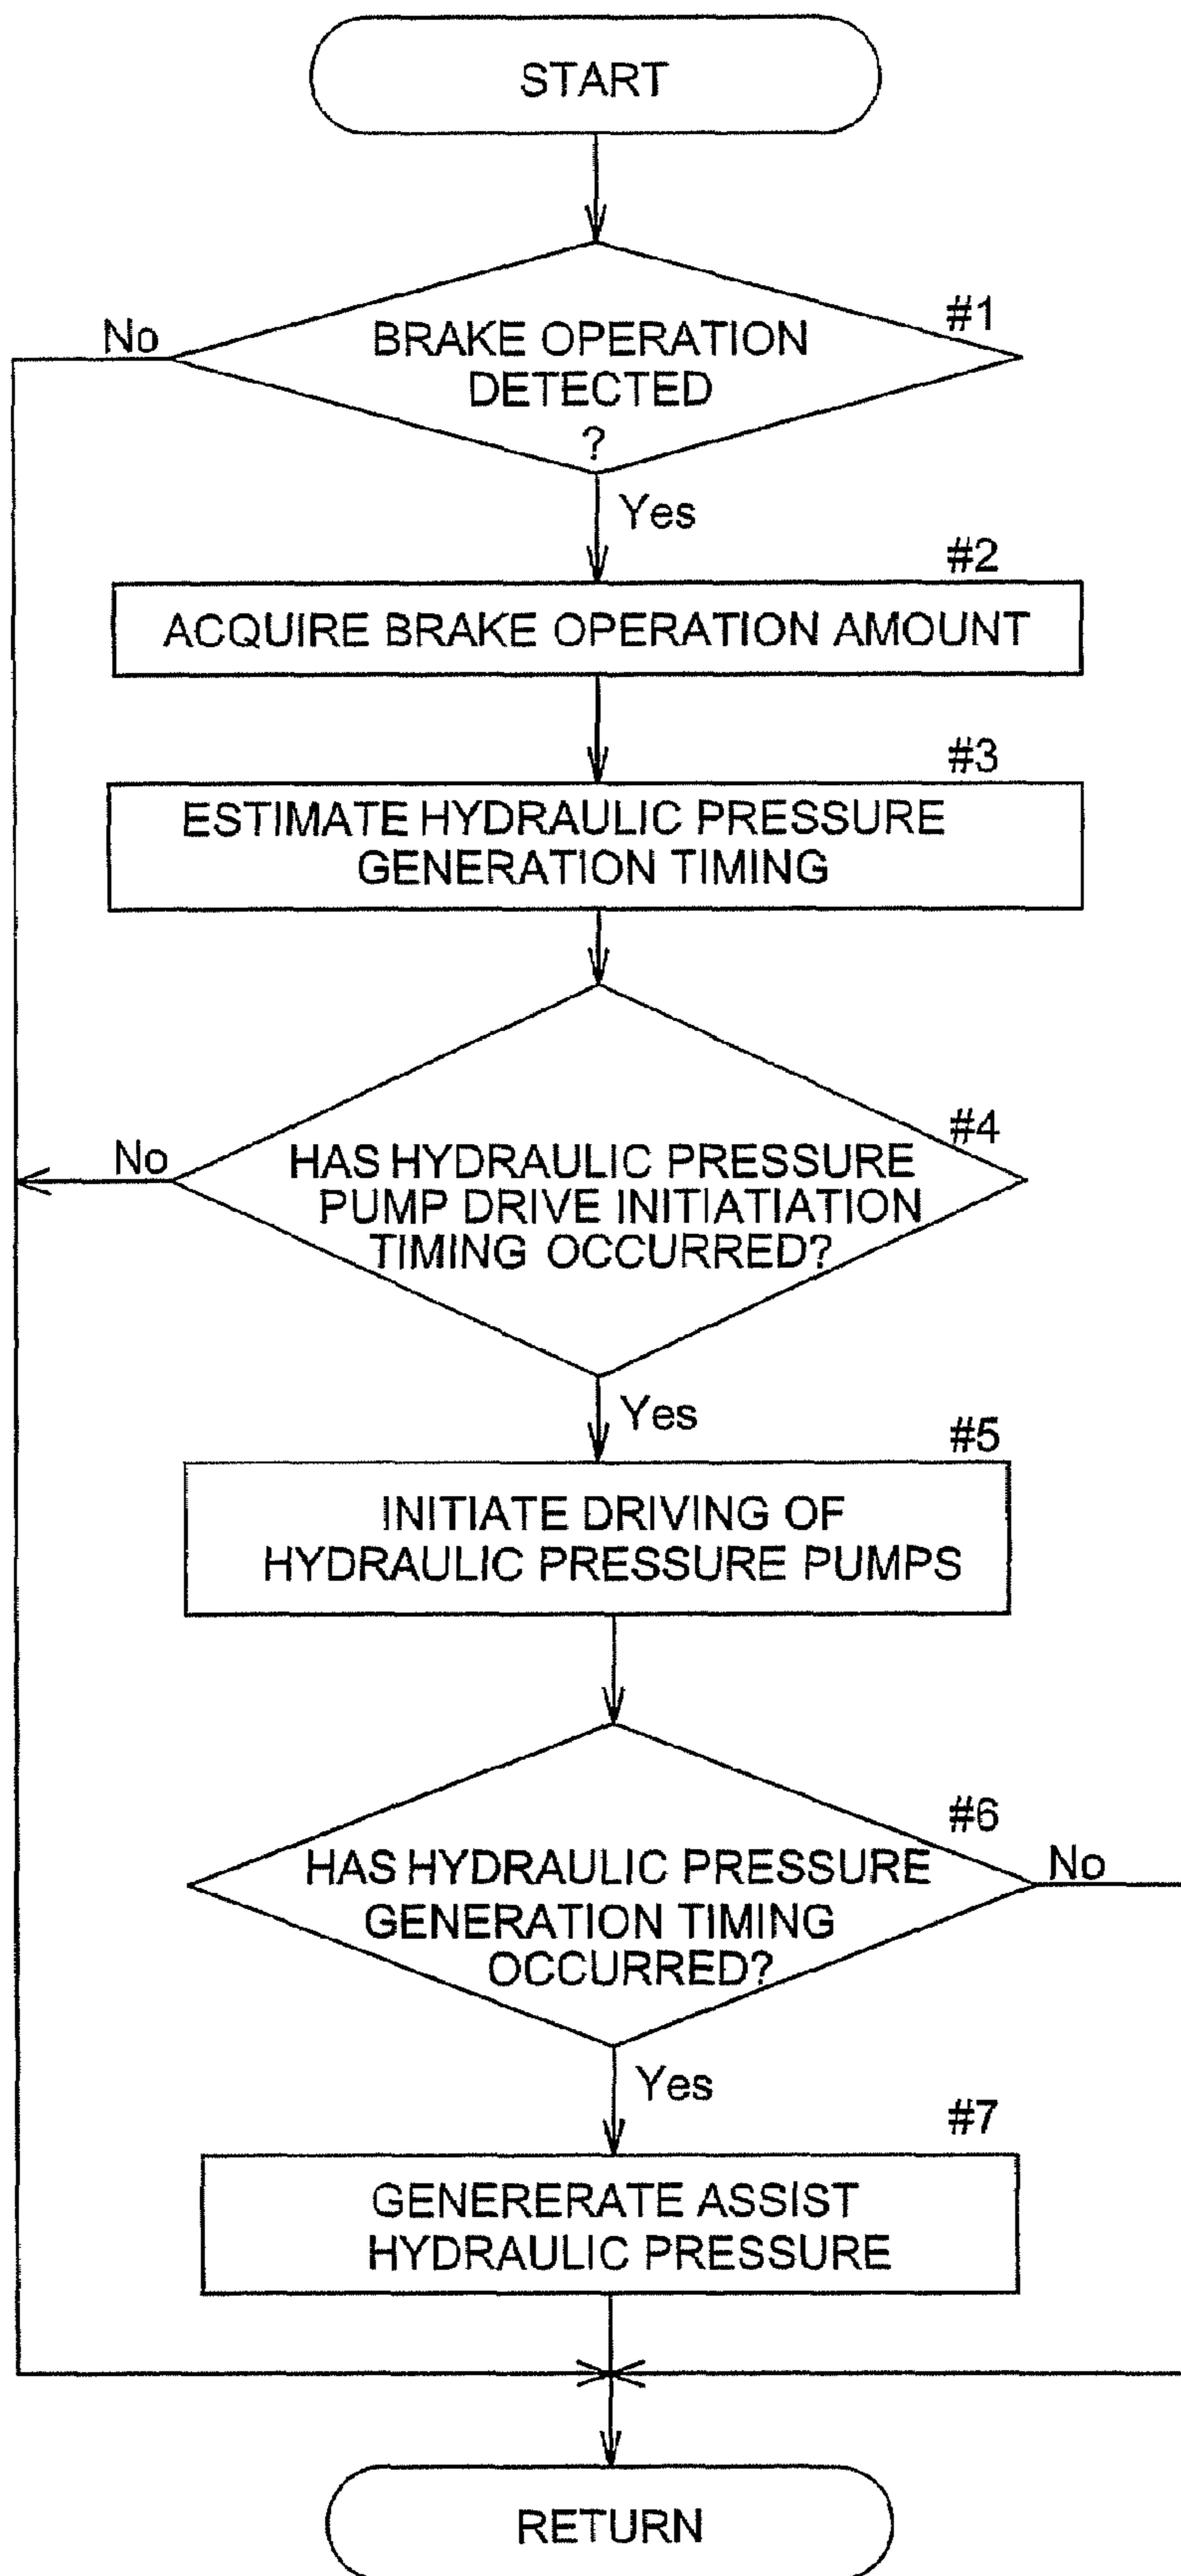 START
#1
No
BRAKE OPERATION
DETECTED
?
Yes
#2
ACQUIRE BRAKE OPERATION AMOUNT
#3
ESTIMATE HYDRAULIC PRESSURE
GENERATION TIMING
#4
No
HAS HYDRAULIC PRESSURE
PUMP DRIVE INITIATIATION
TIMING OCCURRED?
Yes
#5
INITIATE DRIVING OF
HYDRAULIC PRESSURE PUMPS
#6
No
HAS HYDRAULIC PRESSURE
GENERATION TIMING
OCCURRED?
Yes
#7
GENERERATE ASSIST
HYDRAULIC PRESSURE
RETURN